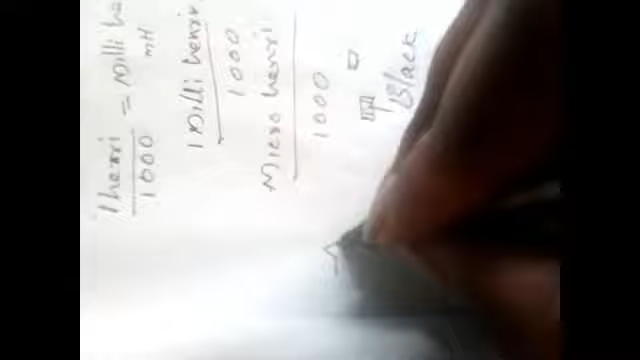 1 henri = Milli he
1000 mH
1 Milli henri
1000
Micro henri
1000
Black